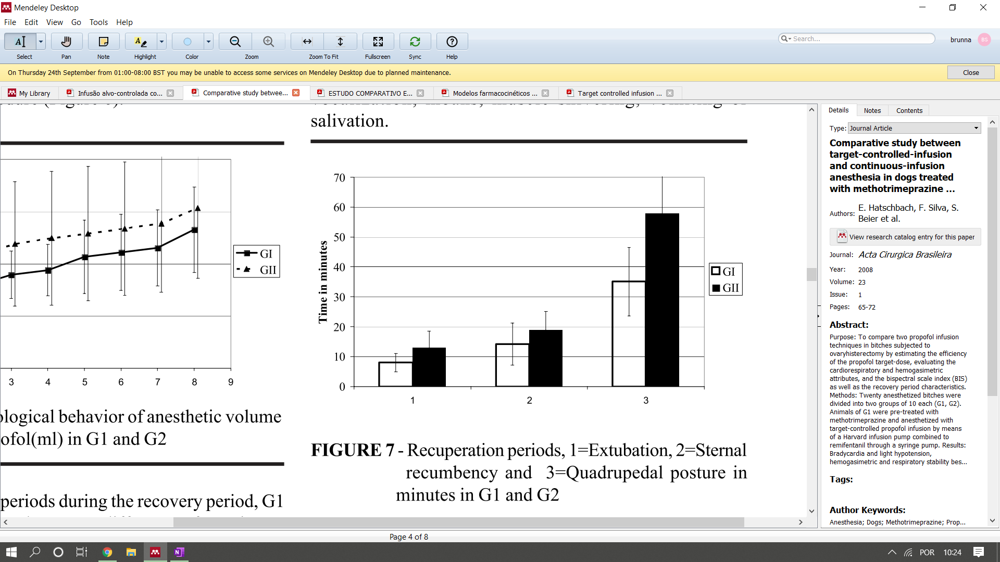 Mendeley Desktop
File Edit View Go Tools Help
Select Pan Note Highlight Color Zoom Zoom To Fit Fullscreen Sync Help
Search...
brunna
BS
On Thursday 24th September from 01:00-08:00 BST you may be unable to access some services on Mendeley Desktop due to planned maintenance.
Close
My Library
Infusão alvo-controlada co...
Comparative study betwee...
ESTUDO COMPARATIVO E...
Modelos farmacocinéticos ...
Target controlled infusion ...
salivation.
GI
GII
3 4 5 6 7 8 9
ological behavior of anesthetic volume
ofol(ml) in G1 and G2
periods during the recovery period, G1
Time in minutes
70
60
50
40
30
20
10
0
1 2 3
GI
GII
FIGURE 7 - Recuperation periods, 1=Extubation, 2=Sternal
recumbency and 3=Quadrupedal posture in
minutes in G1 and G2
Details Notes Contents
Type: Journal Article
Comparative study between
target-controlled-infusion
and continuous-infusion
anesthesia in dogs treated
with methotrimeprazine ...
Authors: E. Hatschbach, F. Silva, S.
Beier et al.
View research catalog entry for this paper
Journal: Acta Cirurgica Brasileira
Year: 2008
Volume: 23
Issue: 1
Pages: 65-72
Abstract:
Purpose: To compare two propofol infusion
techniques in bitches subjected to
ovaryhisterectomy by estimating the efficiency
of the propofol target-dose, evaluating the
cardiorespiratory and hemogasimetric
attributes, and the bispectral scale index (BIS)
as well as the recovery period characteristics.
Methods: Twenty anesthetized bitches were
divided into two groups of 10 each (G1, G2).
Animals of G1 were pre-treated with
methotrimeprazine and anesthetized with
target-controlled propofol infusion by means
of a Harvard infusion pump combined to
remifentanil through a syringe pump. Results:
Bradycardia and light hypotension,
hemogasimetric and respiratory stability bes...
Tags:
Author Keywords:
Anesthesia; Dogs; Methotrimeprazine; Prop...
Page 4 of 8
POR 10:24